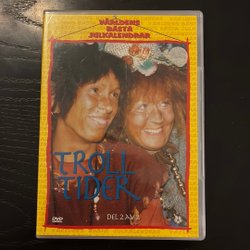 VÄRLDENS
BÄSTA
JULKALENDRAR
TROLL
TIDER
DEL 2 AV 2
DVD